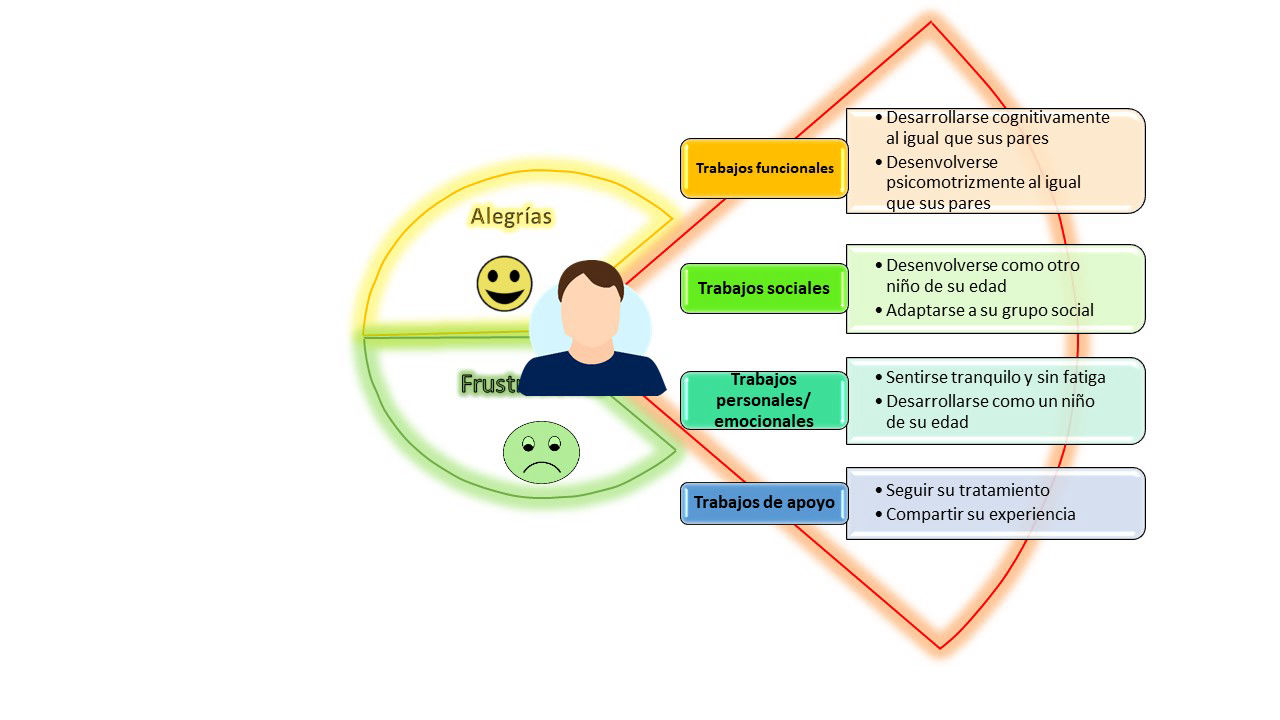 Alegrías
Trabajos funcionales
• Desarrollarse cognitivamente
al igual que sus pares
• Desenvolverse
psicomotrizmente al igual
que sus pares
Trabajos sociales
• Desenvolverse como otro
niño de su edad
• Adaptarse a su grupo social
Trabajos
personales/
emocionales
• Sentirse tranquilo y sin fatiga
• Desarrollarse como un niño
de su edad
Trabajos de apoyo
• Seguir su tratamiento
• Compartir su experiencia